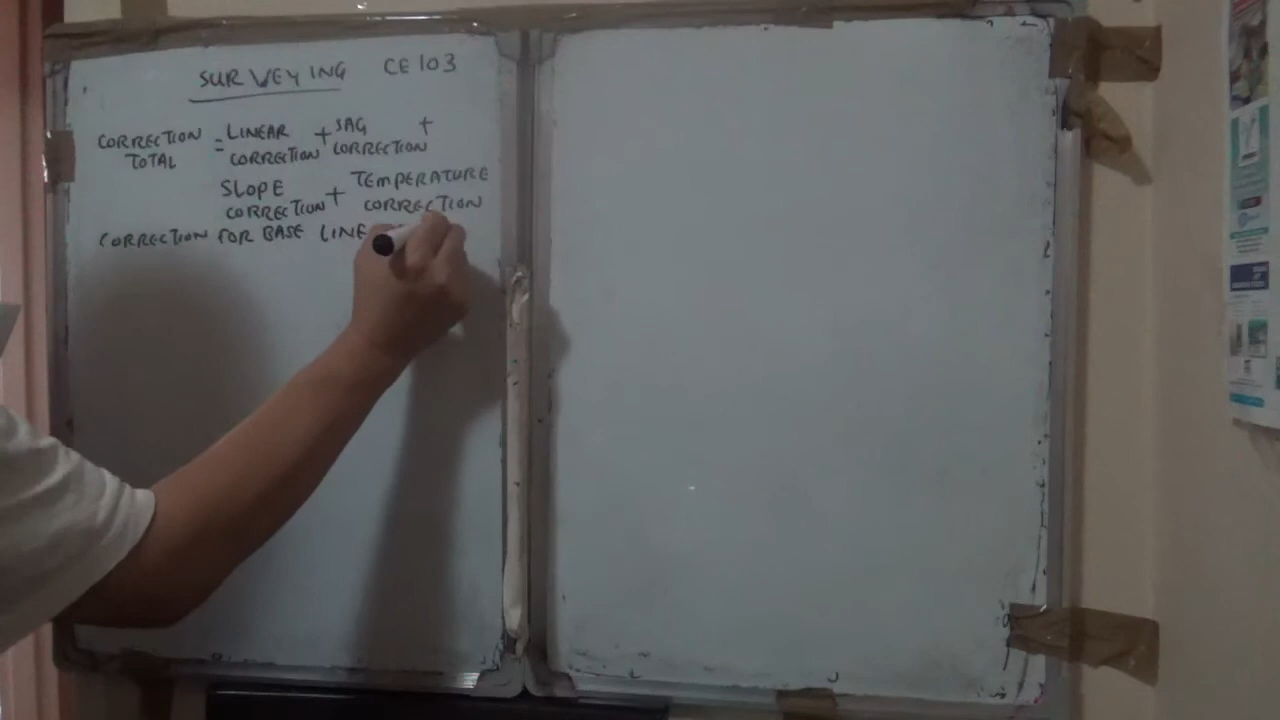 SURVEYING CE 103
CORRECTION TOTAL = LINEAR CORRECTION + SAG CORRECTION +
SLOPE CORRECTION + TEMPERATURE CORRECTION
CORRECTION FOR BASE LINE